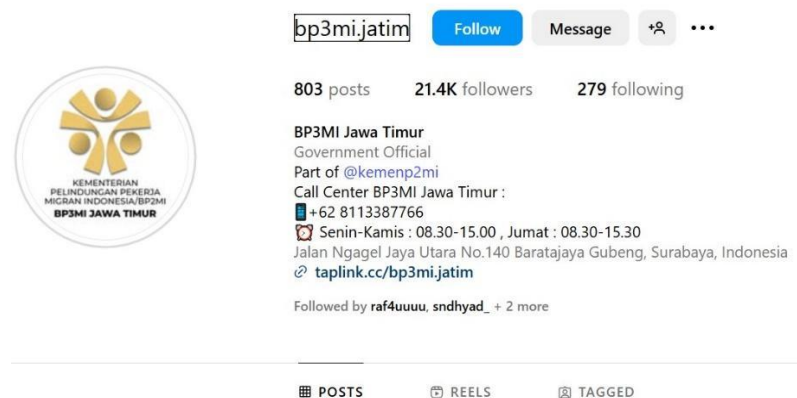 bp3mi.jatim Follow Message
803 posts 21.4K followers 279 following
BP3MI Jawa Timur
Government Official
Part of @kemenp2mi
Call Center BP3MI Jawa Timur :
📱+62 8113387766
⏰ Senin-Kamis : 08.30-15.00 , Jumat : 08.30-15.30
Jalan Ngagel Jaya Utara No.140 Baratajaya Gubeng, Surabaya, Indonesia
taplink.cc/bp3mi.jatim
Followed by raf4uuuu, sndhyad_ + 2 more
KEMENTERIAN
PELINDUNGAN PEKERJA
MIGRAN INDONESIA/BP2MI
BP3MI JAWA TIMUR
POSTS REELS TAGGED